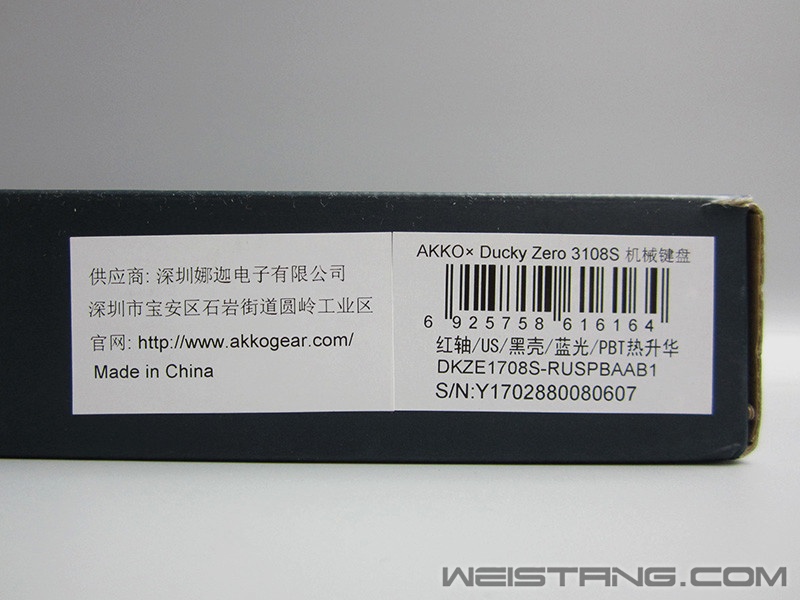 供应商: 深圳娜迦电子有限公司
深圳市宝安区石岩街道圆岭工业区
官网: http://www.akkogear.com/
Made in China
AKKO× Ducky Zero 3108S 机械键盘
6 925758 616164
红轴/US/黑壳/蓝光/PBT热升华
DKZE1708S-RUSPBAAB1
S/N:Y1702880080607
WEISTANG.COM